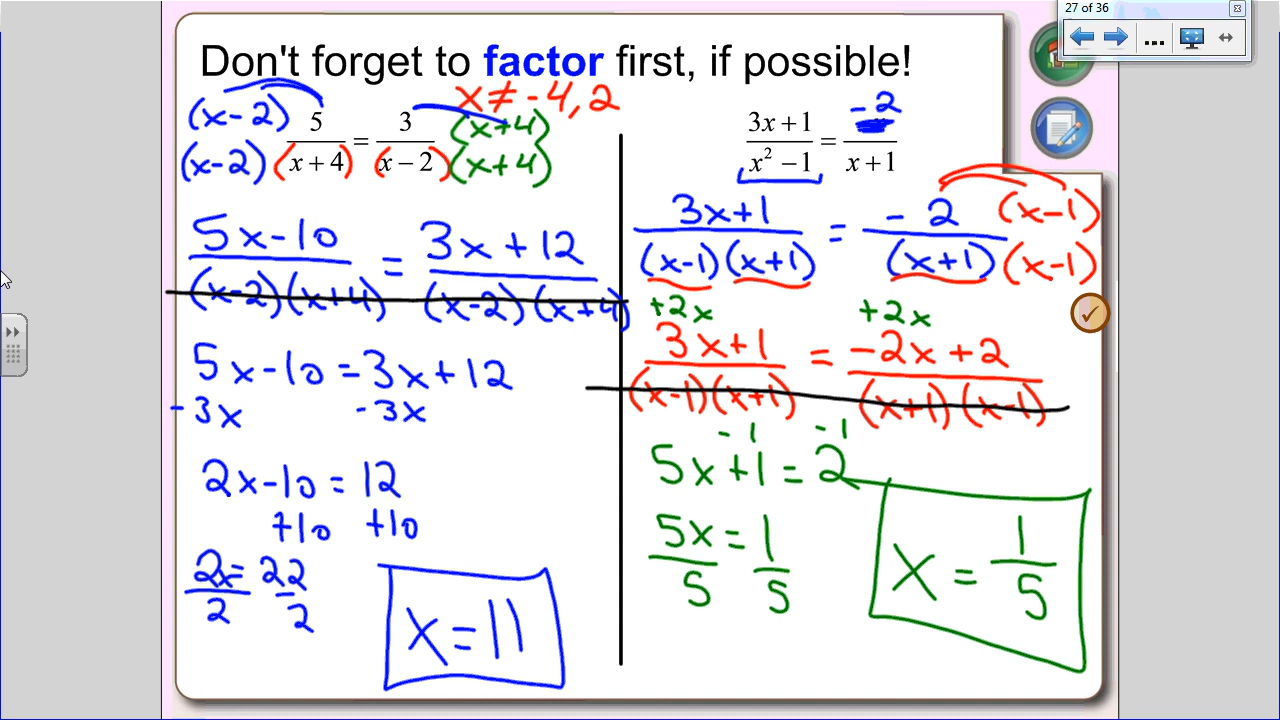 27 of 36
Don't forget to factor first, if possible!
x ≠ -4, 2
(x-2) 5 = 3 (x+4)
(x-2) (x + 4) (x − 2) (x+4)
5x-10 = 3x+12
(x-2)(x+4) (x-2)(x+4)
5x-10 = 3x+12
-3x -3x
2x-10 = 12
+10 +10
2x = 22
2 2
x = 11
-2
3x + 1 =
x² − 1 x + 1
3x+1 = -2 (x-1)
(x-1)(x+1) (x+1) (x-1)
+2x +2x
3x+1 = -2x+2
(x-1)(x+1) (x+1)(x-1)
-1 -1
5x+1 = 2
5x = 1
5 5
x = 1
5